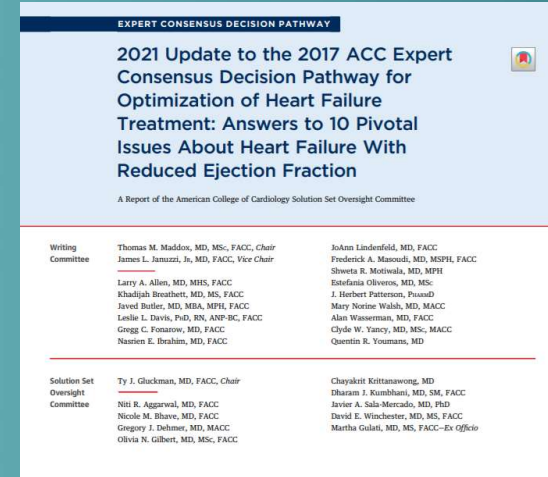 EXPERT CONSENSUS DECISION PATHWAY
2021 Update to the 2017 ACC Expert
Consensus Decision Pathway for
Optimization of Heart Failure
Treatment: Answers to 10 Pivotal
Issues About Heart Failure With
Reduced Ejection Fraction
A Report of the American College of Cardiology Solution Set Oversight Committee
Writing
Committee
Thomas M. Maddox, MD, MSc, FACC, Chair
James L. Januzzi, JR, MD, FACC, Vice Chair
Larry A. Allen, MD, MHS, FACC
Khadijah Breathett, MD, MS, FACC
Javed Butler, MD, MBA, MPH, FACC
Leslie L. Davis, PHD, RN, ANP-BC, FACC
Gregg C. Fonarow, MD, FACC
Nasrien E. Ibrahim, MD, FACC
JoAnn Lindenfeld, MD, FACC
Frederick A. Masoudi, MD, MSPH, FACC
Shweta R. Motiwala, MD, MPH
Estefania Oliveros, MD, MSc
J. Herbert Patterson, PHARMD
Mary Norine Walsh, MD, MACC
Alan Wasserman, MD, FACC
Clyde W. Yancy, MD, MSc, MACC
Quentin R. Youmans, MD
Solution Set
Oversight
Committee
Ty J. Gluckman, MD, FACC, Chair
Niti R. Aggarwal, MD, FACC
Nicole M. Bhave, MD, FACC
Gregory J. Dehmer, MD, MACC
Olivia N. Gilbert, MD, MSc, FACC
Chayakrit Krittanawong, MD
Dharam J. Kumbhani, MD, SM, FACC
Javier A. Sala-Mercado, MD, PhD
David E. Winchester, MD, MS, FACC
Martha Gulati, MD, MS, FACC–Ex Officio